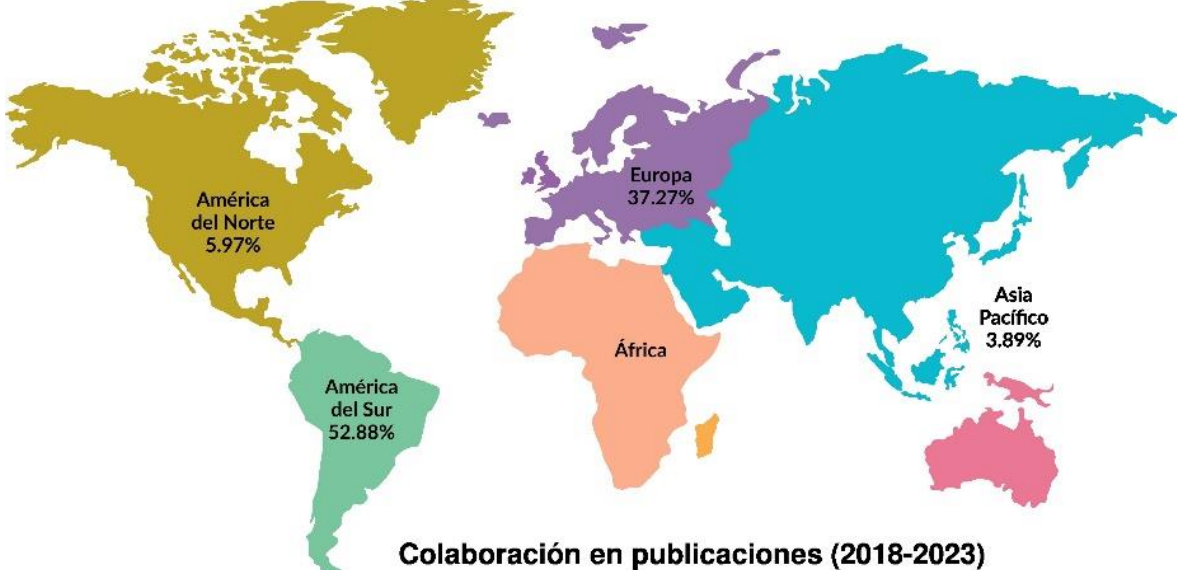 América
del Norte
5.97%
Europa
37.27%
Asia
Pacífico
3.89%
África
América
del Sur
52.88%
Colaboración en publicaciones (2018-2023)